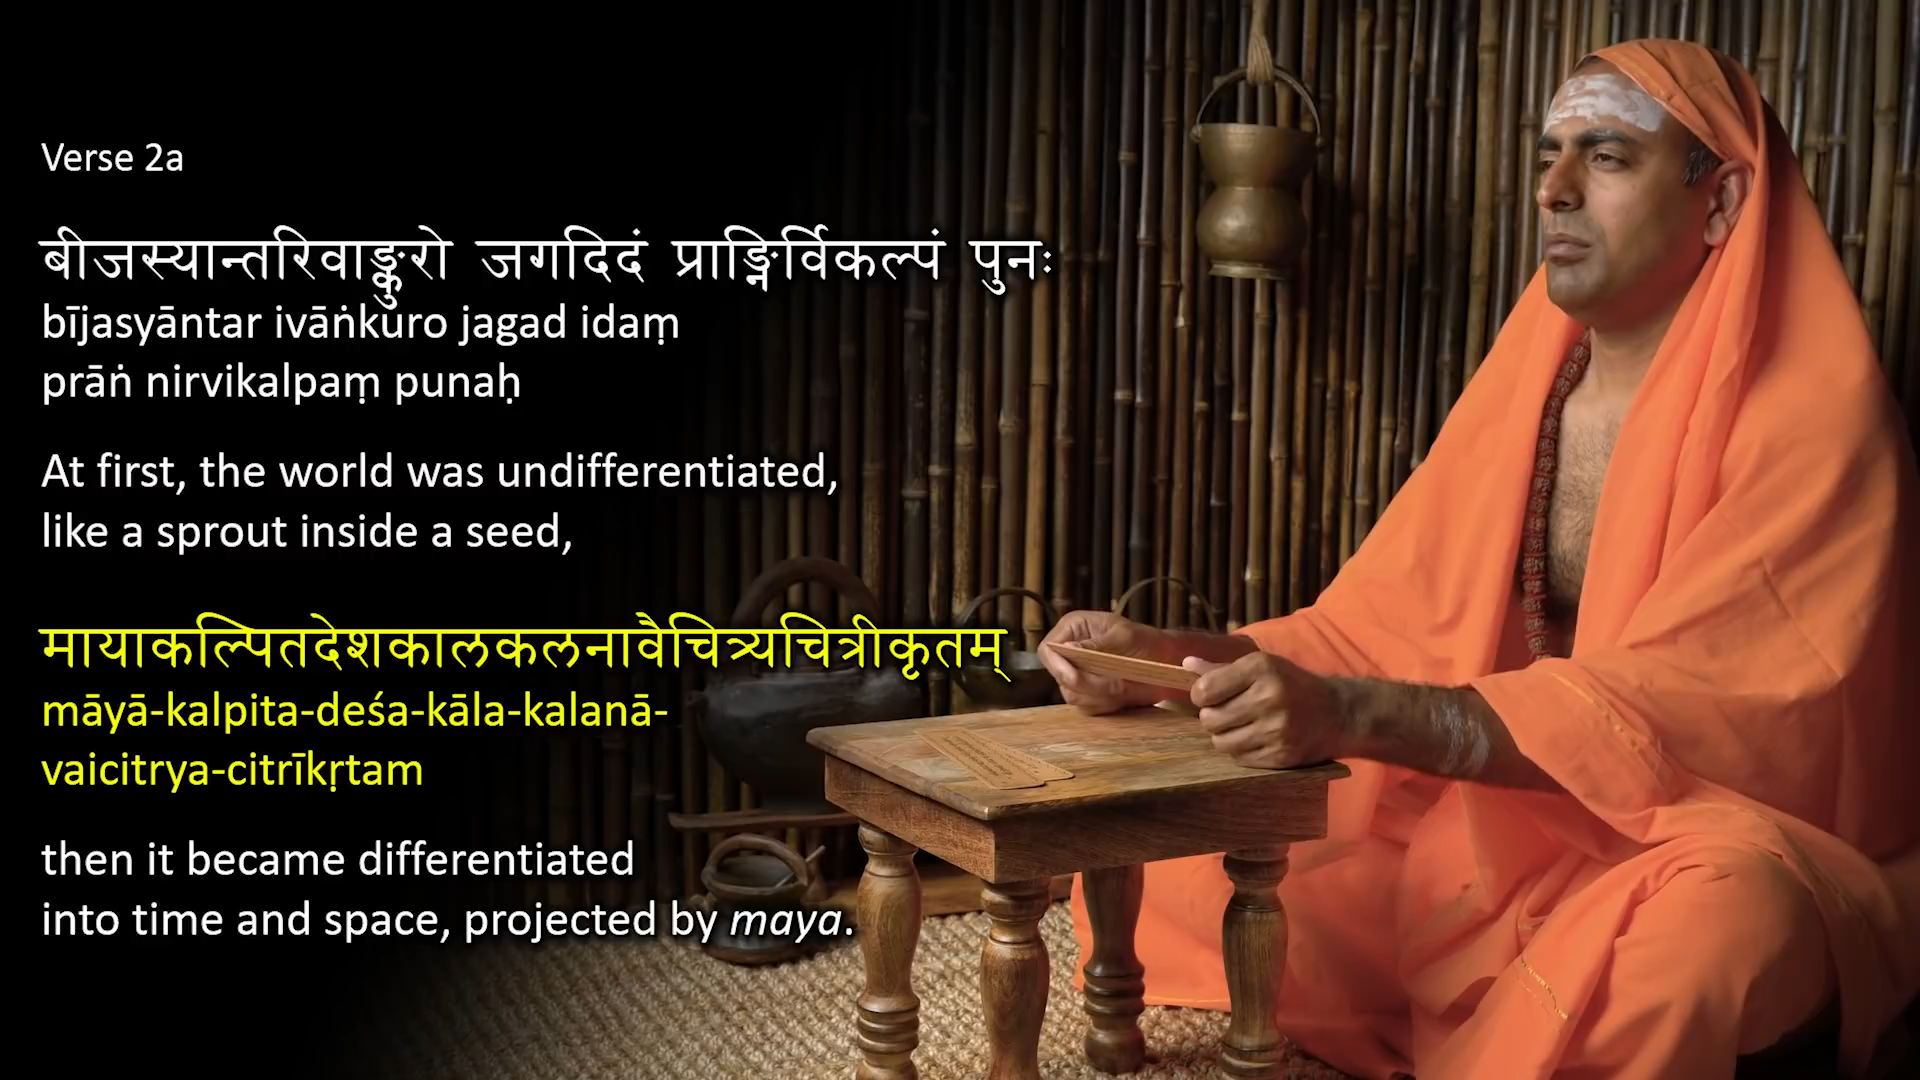 Verse 2a
बीजस्यान्तरिवाङ्कुरो जगदिदं प्राङ्निर्विकल्पं पुनः
bījasyāntar ivāṅkuro jagad idaṃ
prāṅ nirvikalpaṃ punaḥ
At first, the world was undifferentiated,
like a sprout inside a seed,
मायाकल्पितदेशकालकलनावैचित्र्यचित्रीकृतम्
māyā-kalpita-deśa-kāla-kalanā-
vaicitrya-citrīkṛtam
then it became differentiated
into time and space, projected by maya.